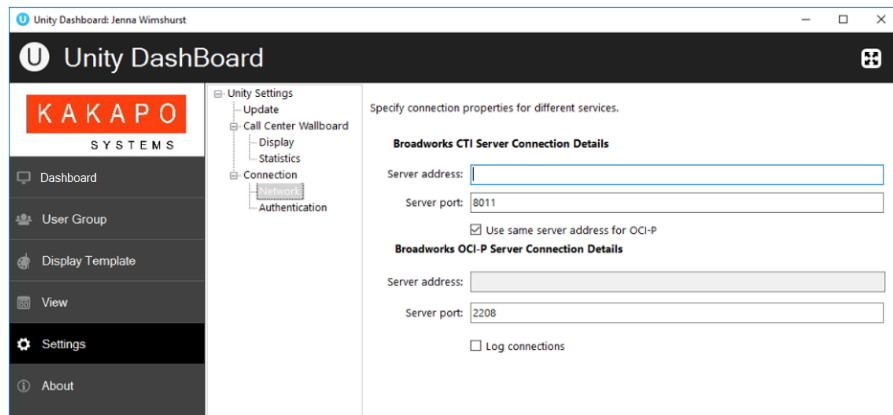 Unity Dashboard: Jenna Wimshurst
U Unity DashBoard
KAKAPO
SYSTEMS
Dashboard
User Group
Display Template
View
Settings
About
Unity Settings
Update
Call Center Wallboard
Display
Statistics
Connection
Network
Authentication
Specify connection properties for different services.
Broadworks CTI Server Connection Details
Server address:
Server port: 8011
Use same server address for OCI-P
Broadworks OCI-P Server Connection Details
Server address:
Server port: 2208
Log connections